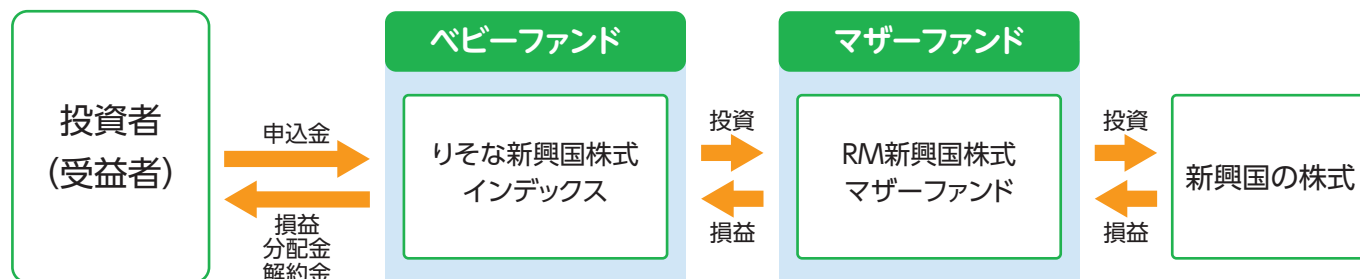 ベビーファンド
マザーファンド
投資者
(受益者)
申込金
損益
分配金
解約金
りそな新興国株式
インデックス
投資
損益
RM新興国株式
マザーファンド
投資
損益
新興国の株式